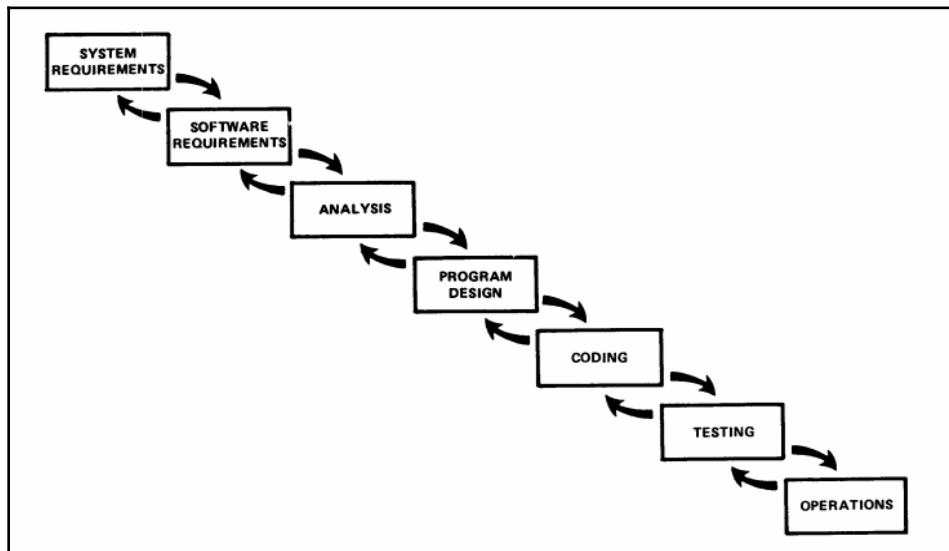 SYSTEM
REQUIREMENTS
SOFTWARE
REQUIREMENTS
ANALYSIS
PROGRAM
DESIGN
CODING
TESTING
OPERATIONS